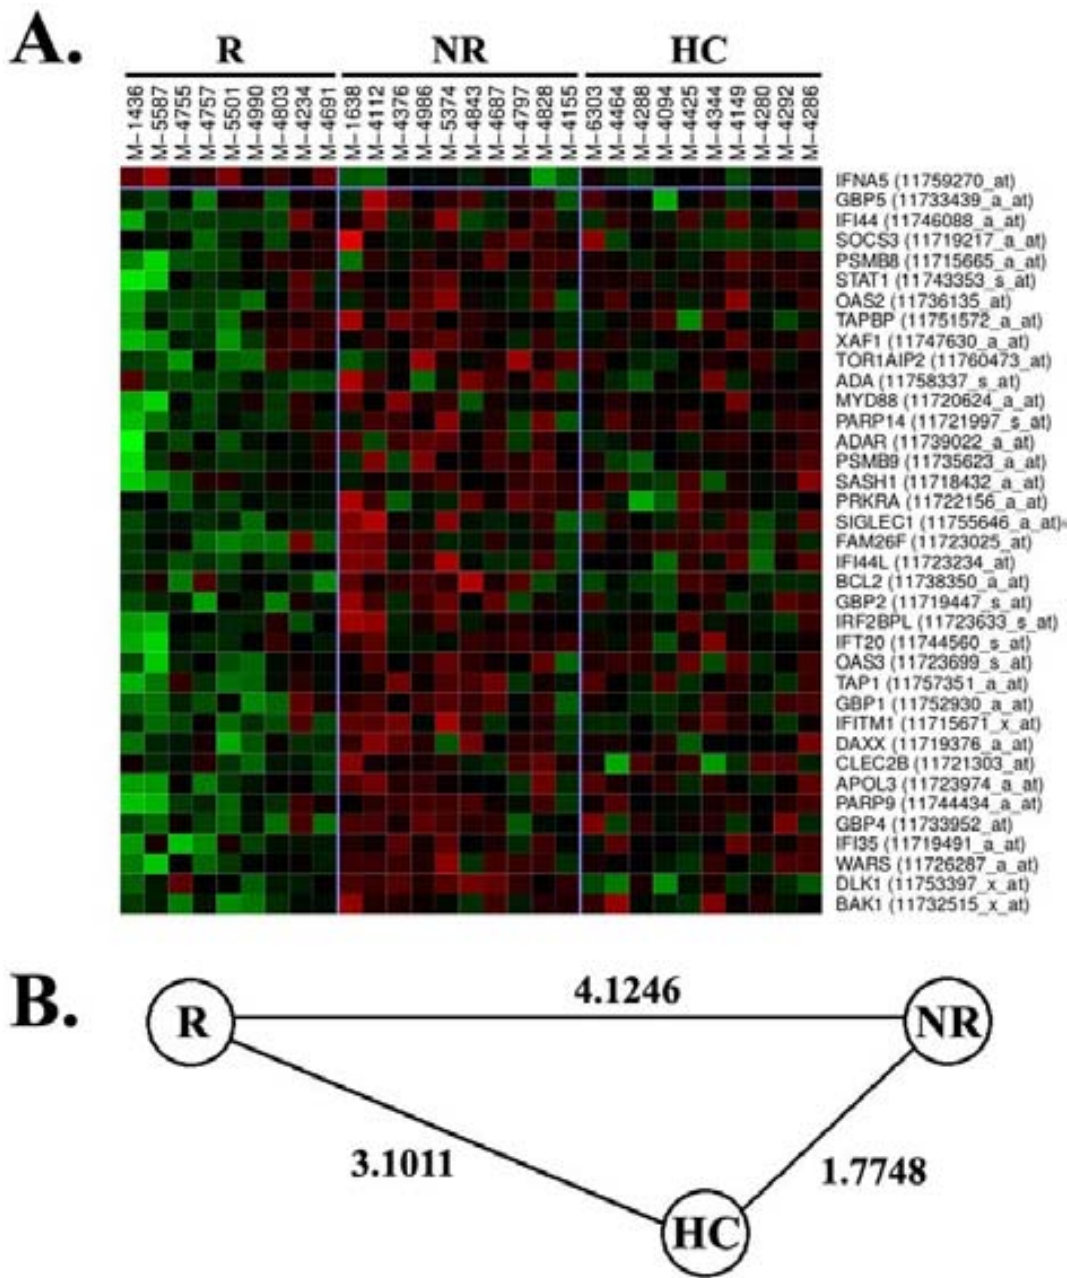 A.
R NR HC
M-1436 M-5587 M-4755 M-4757 M-5501 M-4990 M-4803 M-4234 M-4691 M-1638 M-4112 M-4376 M-4986 M-5374 M-4843 M-4687 M-4797 M-4828 M-4155 M-6303 M-4464 M-4288 M-4094 M-4425 M-4344 M-4149 M-4280 M-4292 M-4286
IFNA5 (11759270_at)
GBP5 (11733439_a_at)
IFI44 (11746088_a_at)
SOCS3 (11719217_a_at)
PSMB8 (11715665_a_at)
STAT1 (11743353_s_at)
OAS2 (11736135_at)
TAPBP (11751572_a_at)
XAF1 (11747630_a_at)
TOR1AIP2 (11760473_at)
ADA (11758337_s_at)
MYD88 (11720624_a_at)
PARP14 (11721997_s_at)
ADAR (11739022_a_at)
PSMB9 (11735623_a_at)
SASH1 (11718432_a_at)
PRKRA (11722156_a_at)
SIGLEC1 (11755646_a_at)
FAM26F (11723025_at)
IFI44L (11723234_at)
BCL2 (11738350_a_at)
GBP2 (11719447_s_at)
IRF2BPL (11723633_s_at)
IFT20 (11744560_s_at)
OAS3 (11723699_s_at)
TAP1 (11757351_a_at)
GBP1 (11752930_a_at)
IFITM1 (11715671_x_at)
DAXX (11719376_a_at)
CLEC2B (11721303_at)
APOL3 (11723974_a_at)
PARP9 (11744434_a_at)
GBP4 (11733952_at)
IFI35 (11719491_a_at)
WARS (11726287_a_at)
DLK1 (11753397_x_at)
BAK1 (11732515_x_at)
B.
4.1246
R NR
3.1011 1.7748
HC